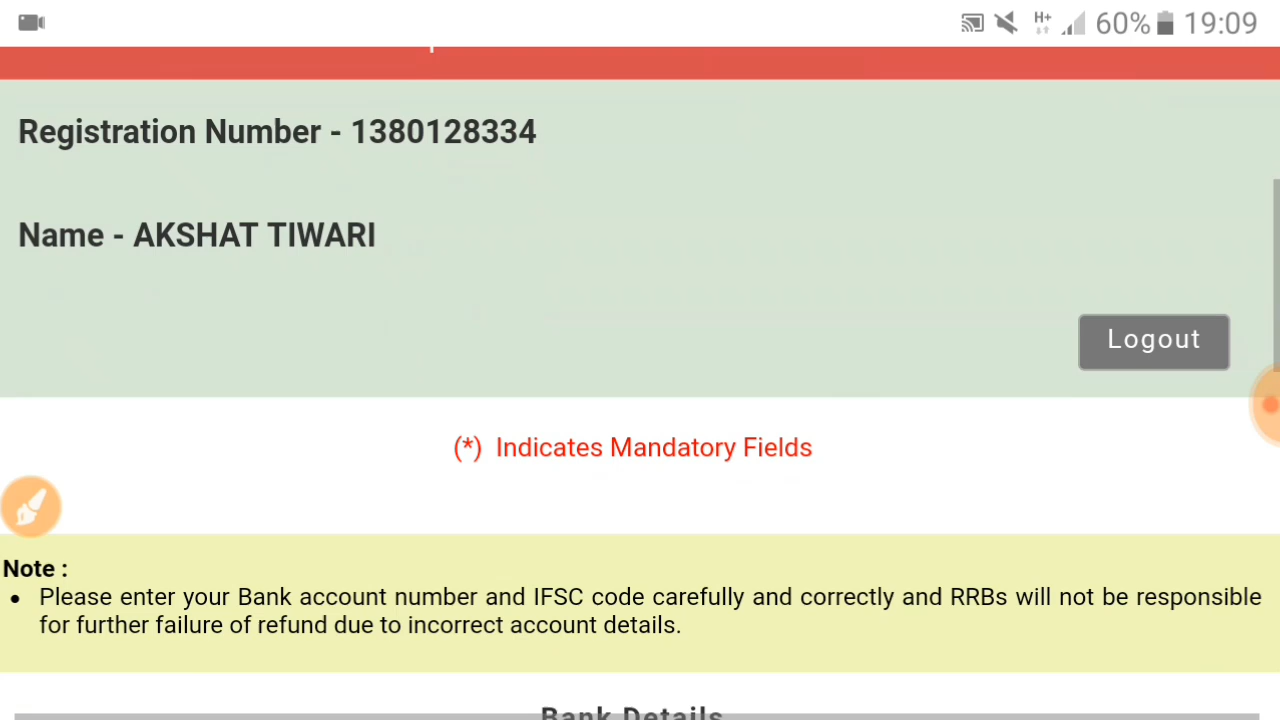 H+ 60% 19:09
Registration Number - 1380128334
Name - AKSHAT TIWARI
Logout
(*) Indicates Mandatory Fields
Note :
• Please enter your Bank account number and IFSC code carefully and correctly and RRBs will not be responsible
for further failure of refund due to incorrect account details.
Bank Details